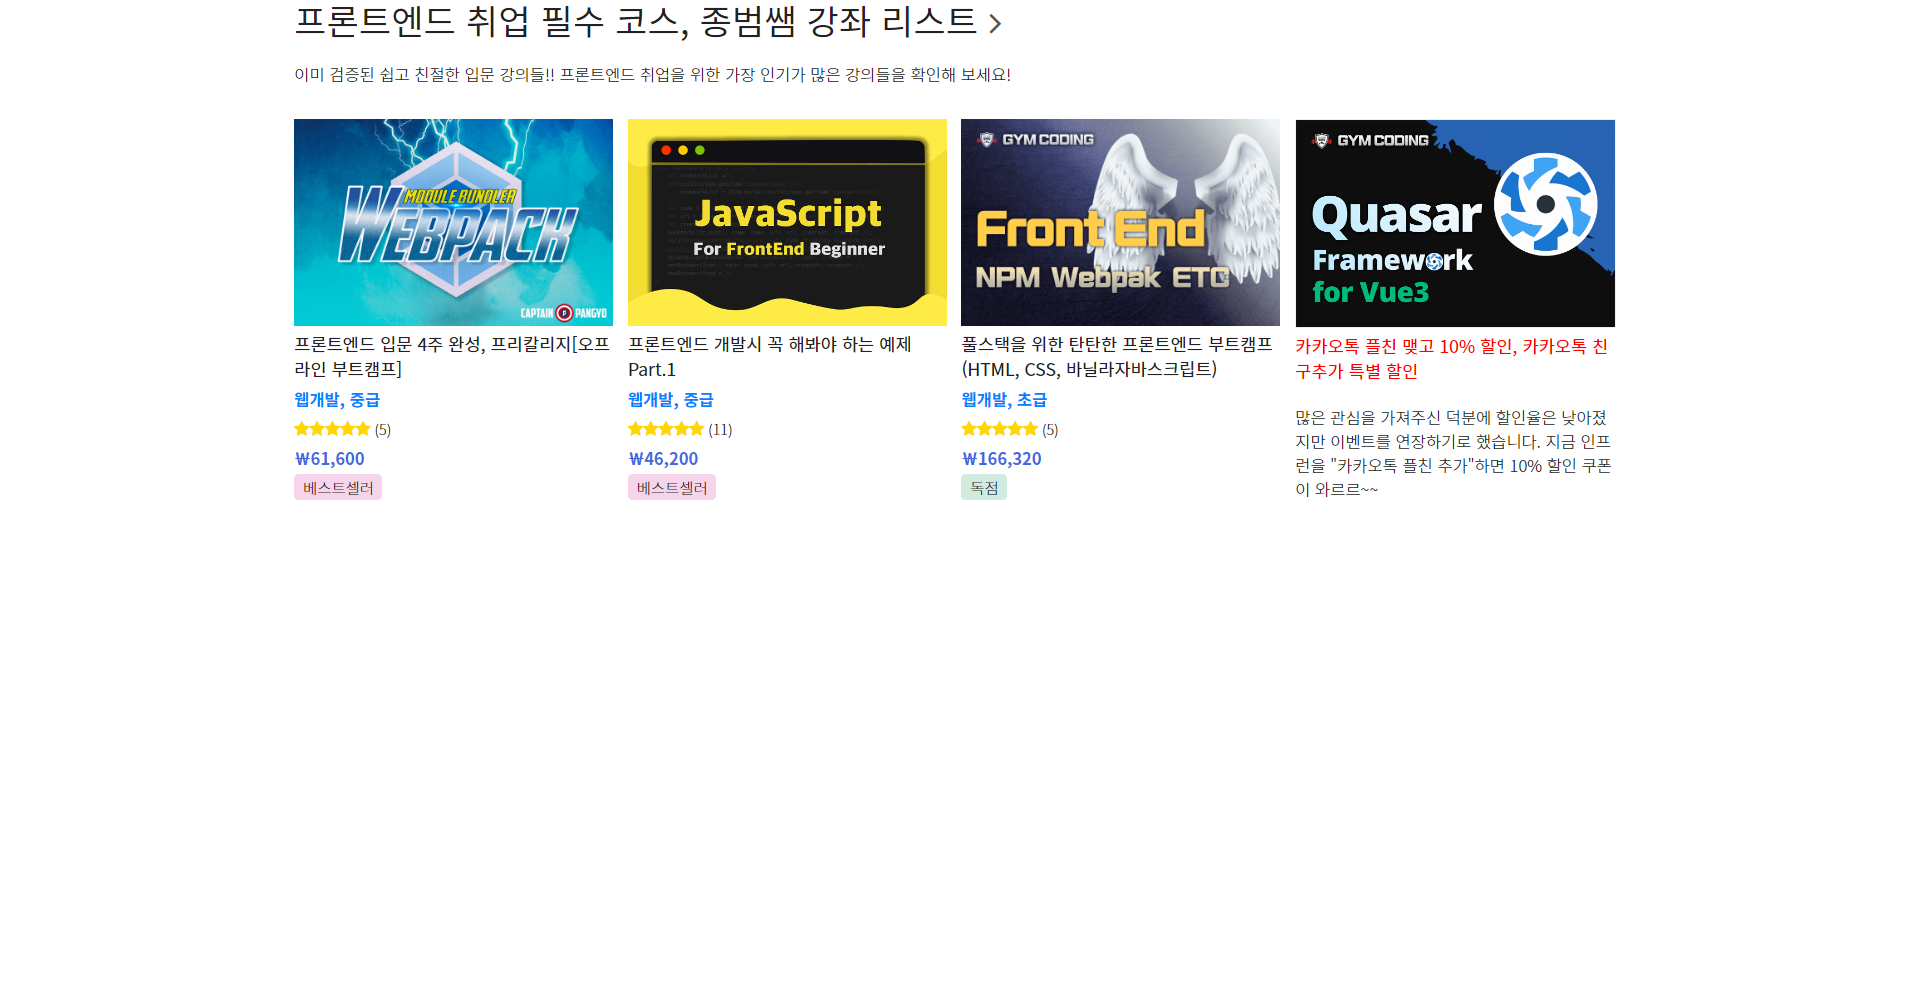 프론트엔드 취업 필수 코스, 종범쌤 강좌 리스트 >
이미 검증된 쉽고 친절한 입문 강의들!! 프론트엔드 취업을 위한 가장 인기가 많은 강의들을 확인해 보세요!
MODULE BUNDLER
WEBPACK
CAPTAIN P PANGYO
프론트엔드 입문 4주 완성, 프리칼리지[오프
라인 부트캠프]
웹개발, 중급
★★★★★ (5)
₩61,600
베스트셀러
JavaScript
For FrontEnd Beginner
프론트엔드 개발시 꼭 해봐야 하는 예제
Part.1
웹개발, 중급
★★★★★ (11)
₩46,200
베스트셀러
GYM CODING
Front End
NPM Webpak ETC
풀스택을 위한 탄탄한 프론트엔드 부트캠프
(HTML, CSS, 바닐라자바스크립트)
웹개발, 초급
★★★★★ (5)
₩166,320
독점
GYM CODING
Quasar
Framework
for Vue3
카카오톡 플친 맺고 10% 할인, 카카오톡 친
구추가 특별 할인
많은 관심을 가져주신 덕분에 할인율은 낮아졌
지만 이벤트를 연장하기로 했습니다. 지금 인프
런을 "카카오톡 플친 추가"하면 10% 할인 쿠폰
이 와르르~~